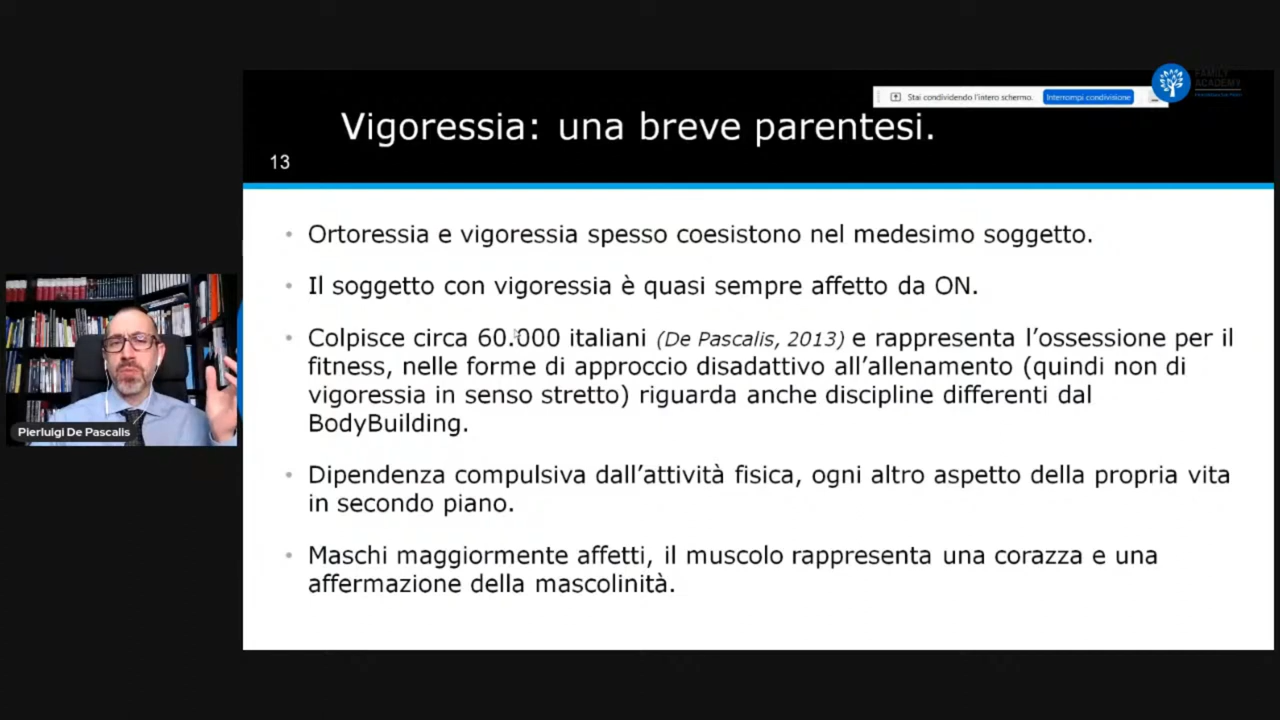 Stai condividendo l'intero schermo. Interrompi condivisione
FAMILY
ACADEMY
Vigoressia: una breve parentesi.
13
• Ortoressia e vigoressia spesso coesistono nel medesimo soggetto.
• Il soggetto con vigoressia è quasi sempre affetto da ON.
• Colpisce circa 60.000 italiani (De Pascalis, 2013) e rappresenta l’ossessione per il
fitness, nelle forme di approccio disadattivo all’allenamento (quindi non di
vigoressia in senso stretto) riguarda anche discipline differenti dal
BodyBuilding.
• Dipendenza compulsiva dall’attività fisica, ogni altro aspetto della propria vita
in secondo piano.
• Maschi maggiormente affetti, il muscolo rappresenta una corazza e una
affermazione della mascolinità.
Pierluigi De Pascalis